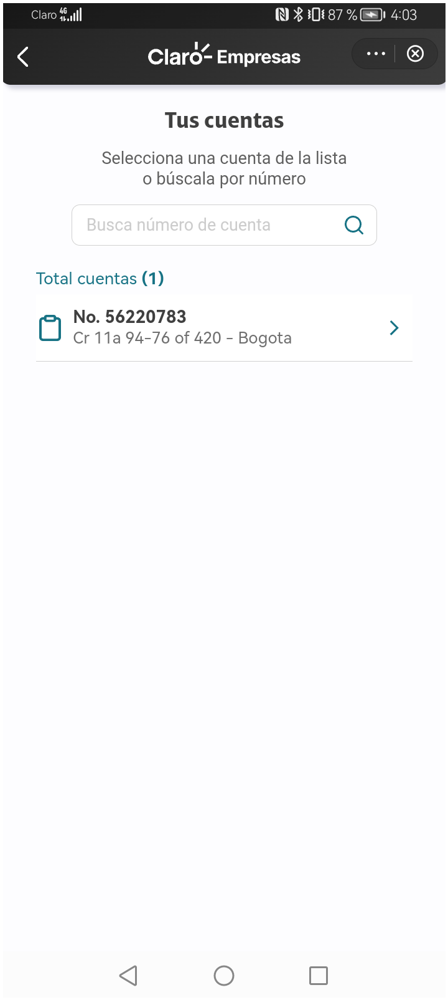 Claro 4G 87 % 4:03
Claro Empresas
Tus cuentas
Selecciona una cuenta de la lista
o búscala por número
Busca número de cuenta
Total cuentas (1)
No. 56220783
Cr 11a 94-76 of 420 - Bogota